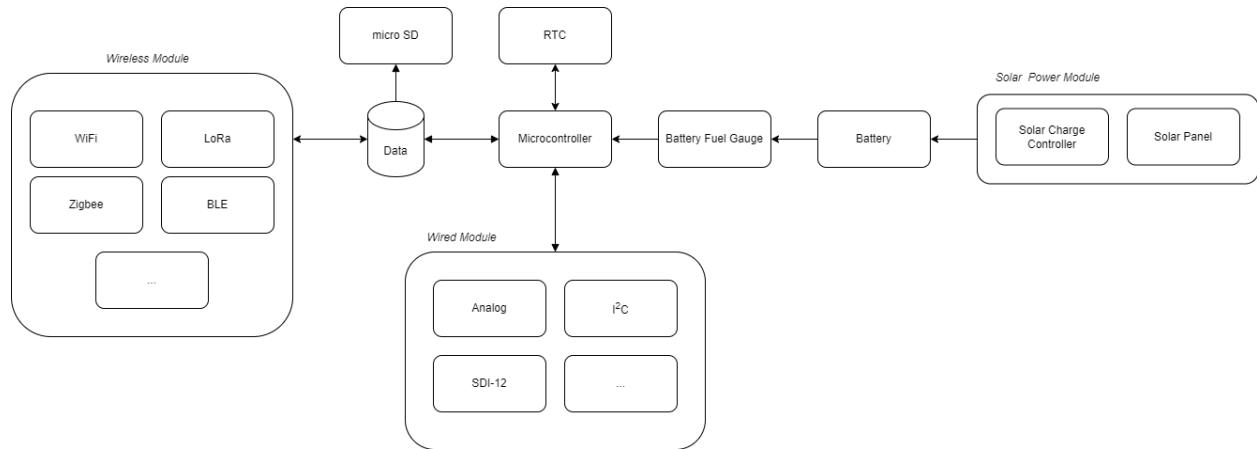 micro SD
RTC
Wireless Module
Solar Power Module
WiFi
LoRa
Data
Microcontroller
Battery Fuel Gauge
Battery
Solar Charge
Controller
Solar Panel
Zigbee
BLE
...
Wired Module
Analog
I²C
SDI-12
...